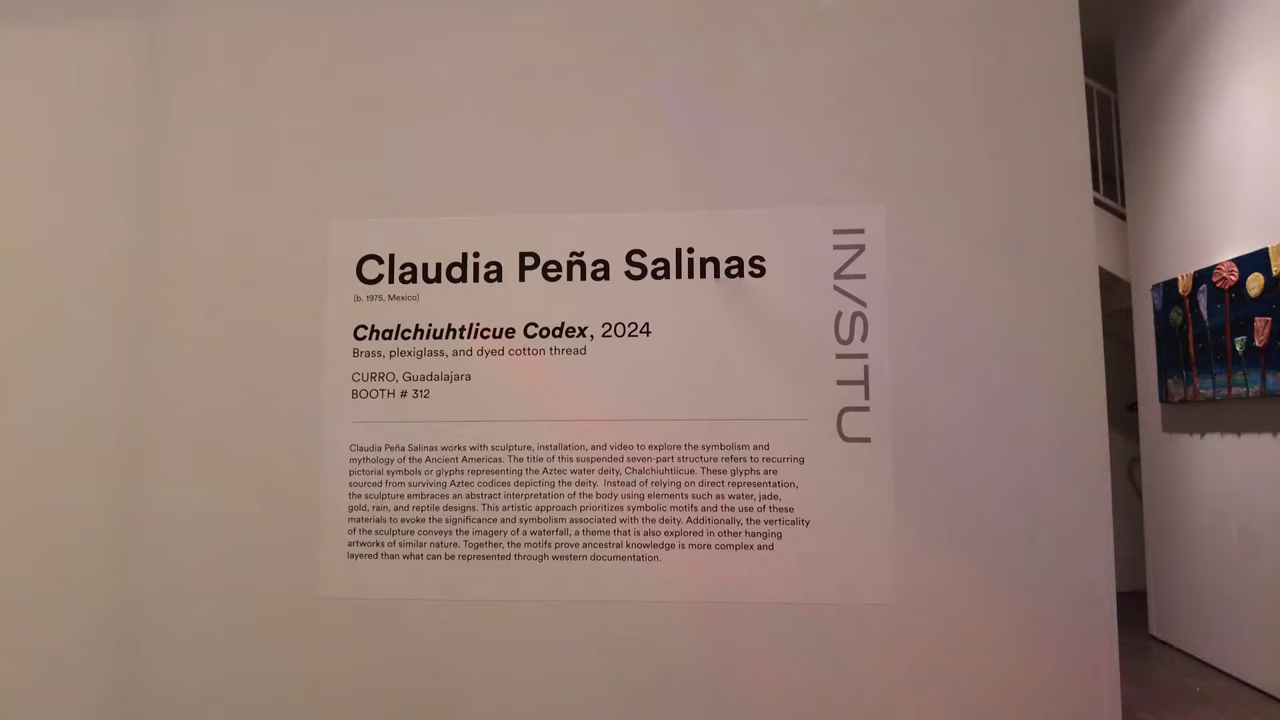 Claudia Peña Salinas
(b. 1975, Mexico)
Chalchiuhtlicue Codex, 2024
Brass, plexiglass, and dyed cotton thread
CURRO, Guadalajara
BOOTH # 312
Claudia Peña Salinas works with sculpture, installation, and video to explore the symbolism and
mythology of the Ancient Americas. The title of this suspended seven-part structure refers to recurring
pictorial symbols or glyphs representing the Aztec water deity, Chalchiuhtlicue. These glyphs are
sourced from surviving Aztec codices depicting the deity. Instead of relying on direct representation,
the sculpture embraces an abstract interpretation of the body using elements such as water, jade,
gold, rain, and reptile designs. This artistic approach prioritizes symbolic motifs and the use of these
materials to evoke the significance and symbolism associated with the deity. Additionally, the verticality
of the sculpture conveys the imagery of a waterfall, a theme that is also explored in other hanging
artworks of similar nature. Together, the motifs prove ancestral knowledge is more complex and
layered than what can be represented through western documentation.
IN/SITU